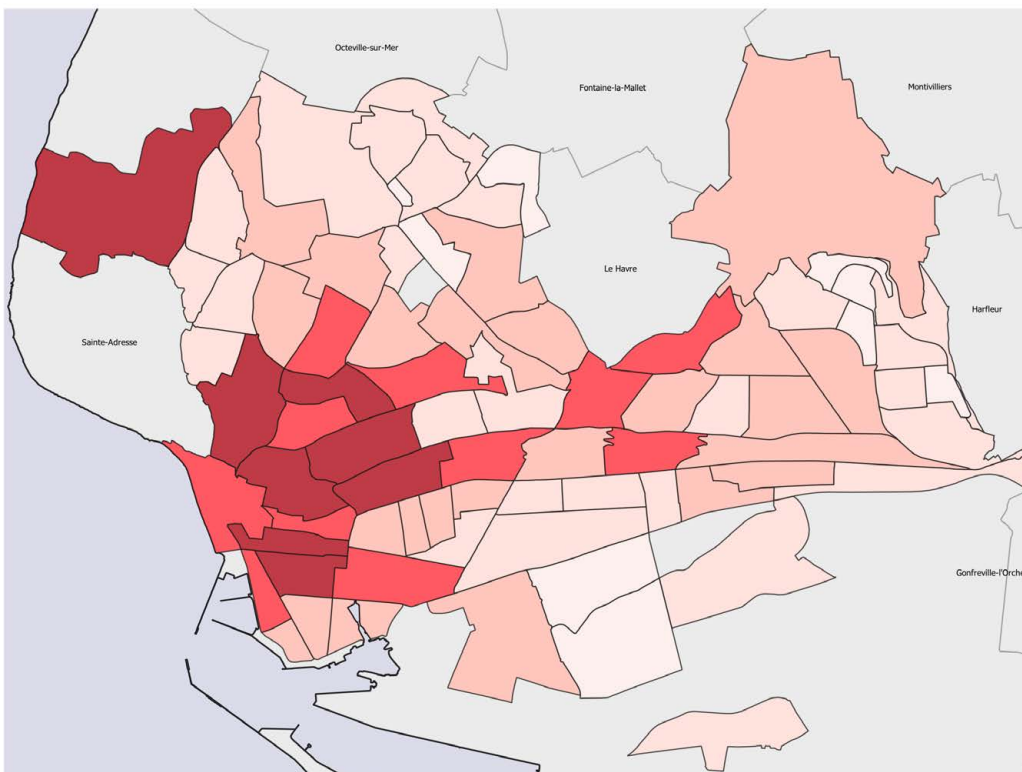 Octeville-sur-Mer
Fontaine-la-Mallet
Montivilliers
Le Havre
Harfleur
Sainte-Adresse
Gonfreville-l'Orche